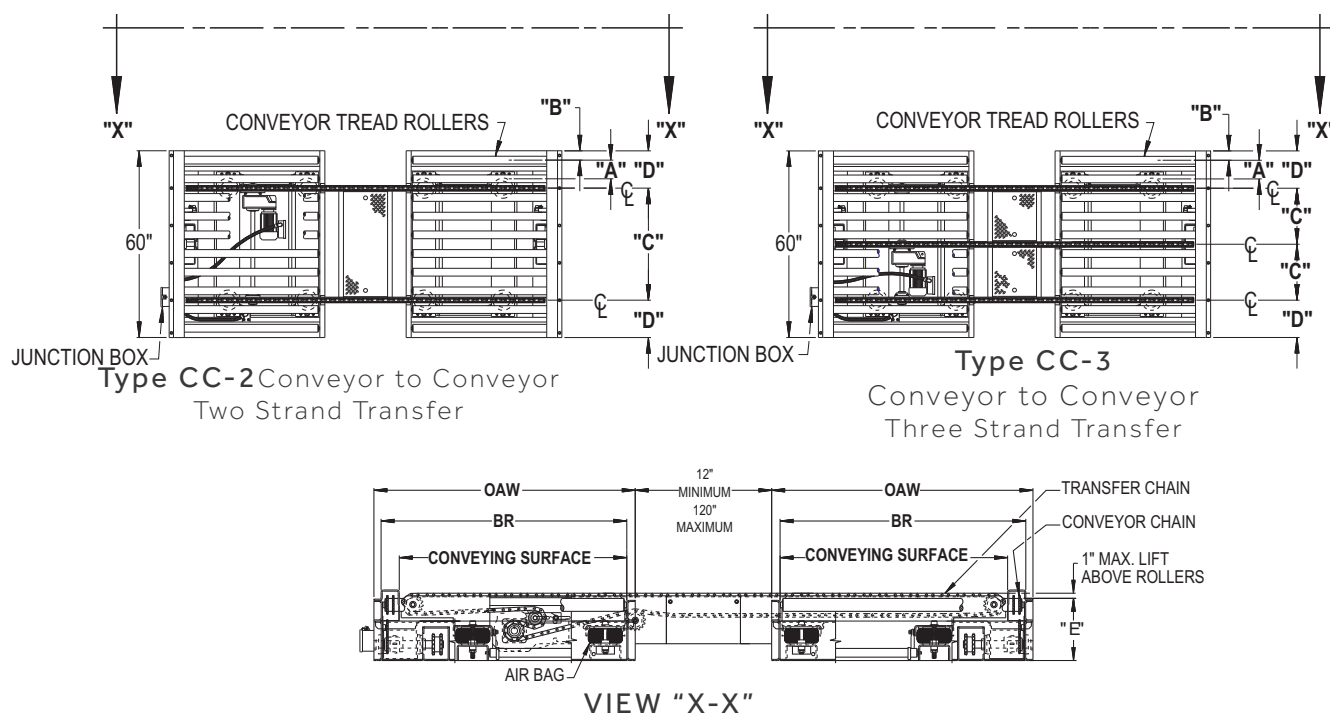 "X"
"X"
CONVEYOR TREAD ROLLERS
"B"
"A"
"D"
60"
℄
"C"
℄
"D"
JUNCTION BOX
Type CC-2 Conveyor to Conveyor
Two Strand Transfer
"X"
"X"
CONVEYOR TREAD ROLLERS
"B"
"A"
"D"
60"
℄
"C"
℄
"C"
℄
"D"
JUNCTION BOX
Type CC-3
Conveyor to Conveyor
Three Strand Transfer
OAW
12"
MINIMUM
120"
MAXIMUM
OAW
TRANSFER CHAIN
BR
BR
CONVEYOR CHAIN
CONVEYING SURFACE
CONVEYING SURFACE
1" MAX. LIFT
ABOVE ROLLERS
"E"
AIR BAG
VIEW “X-X”